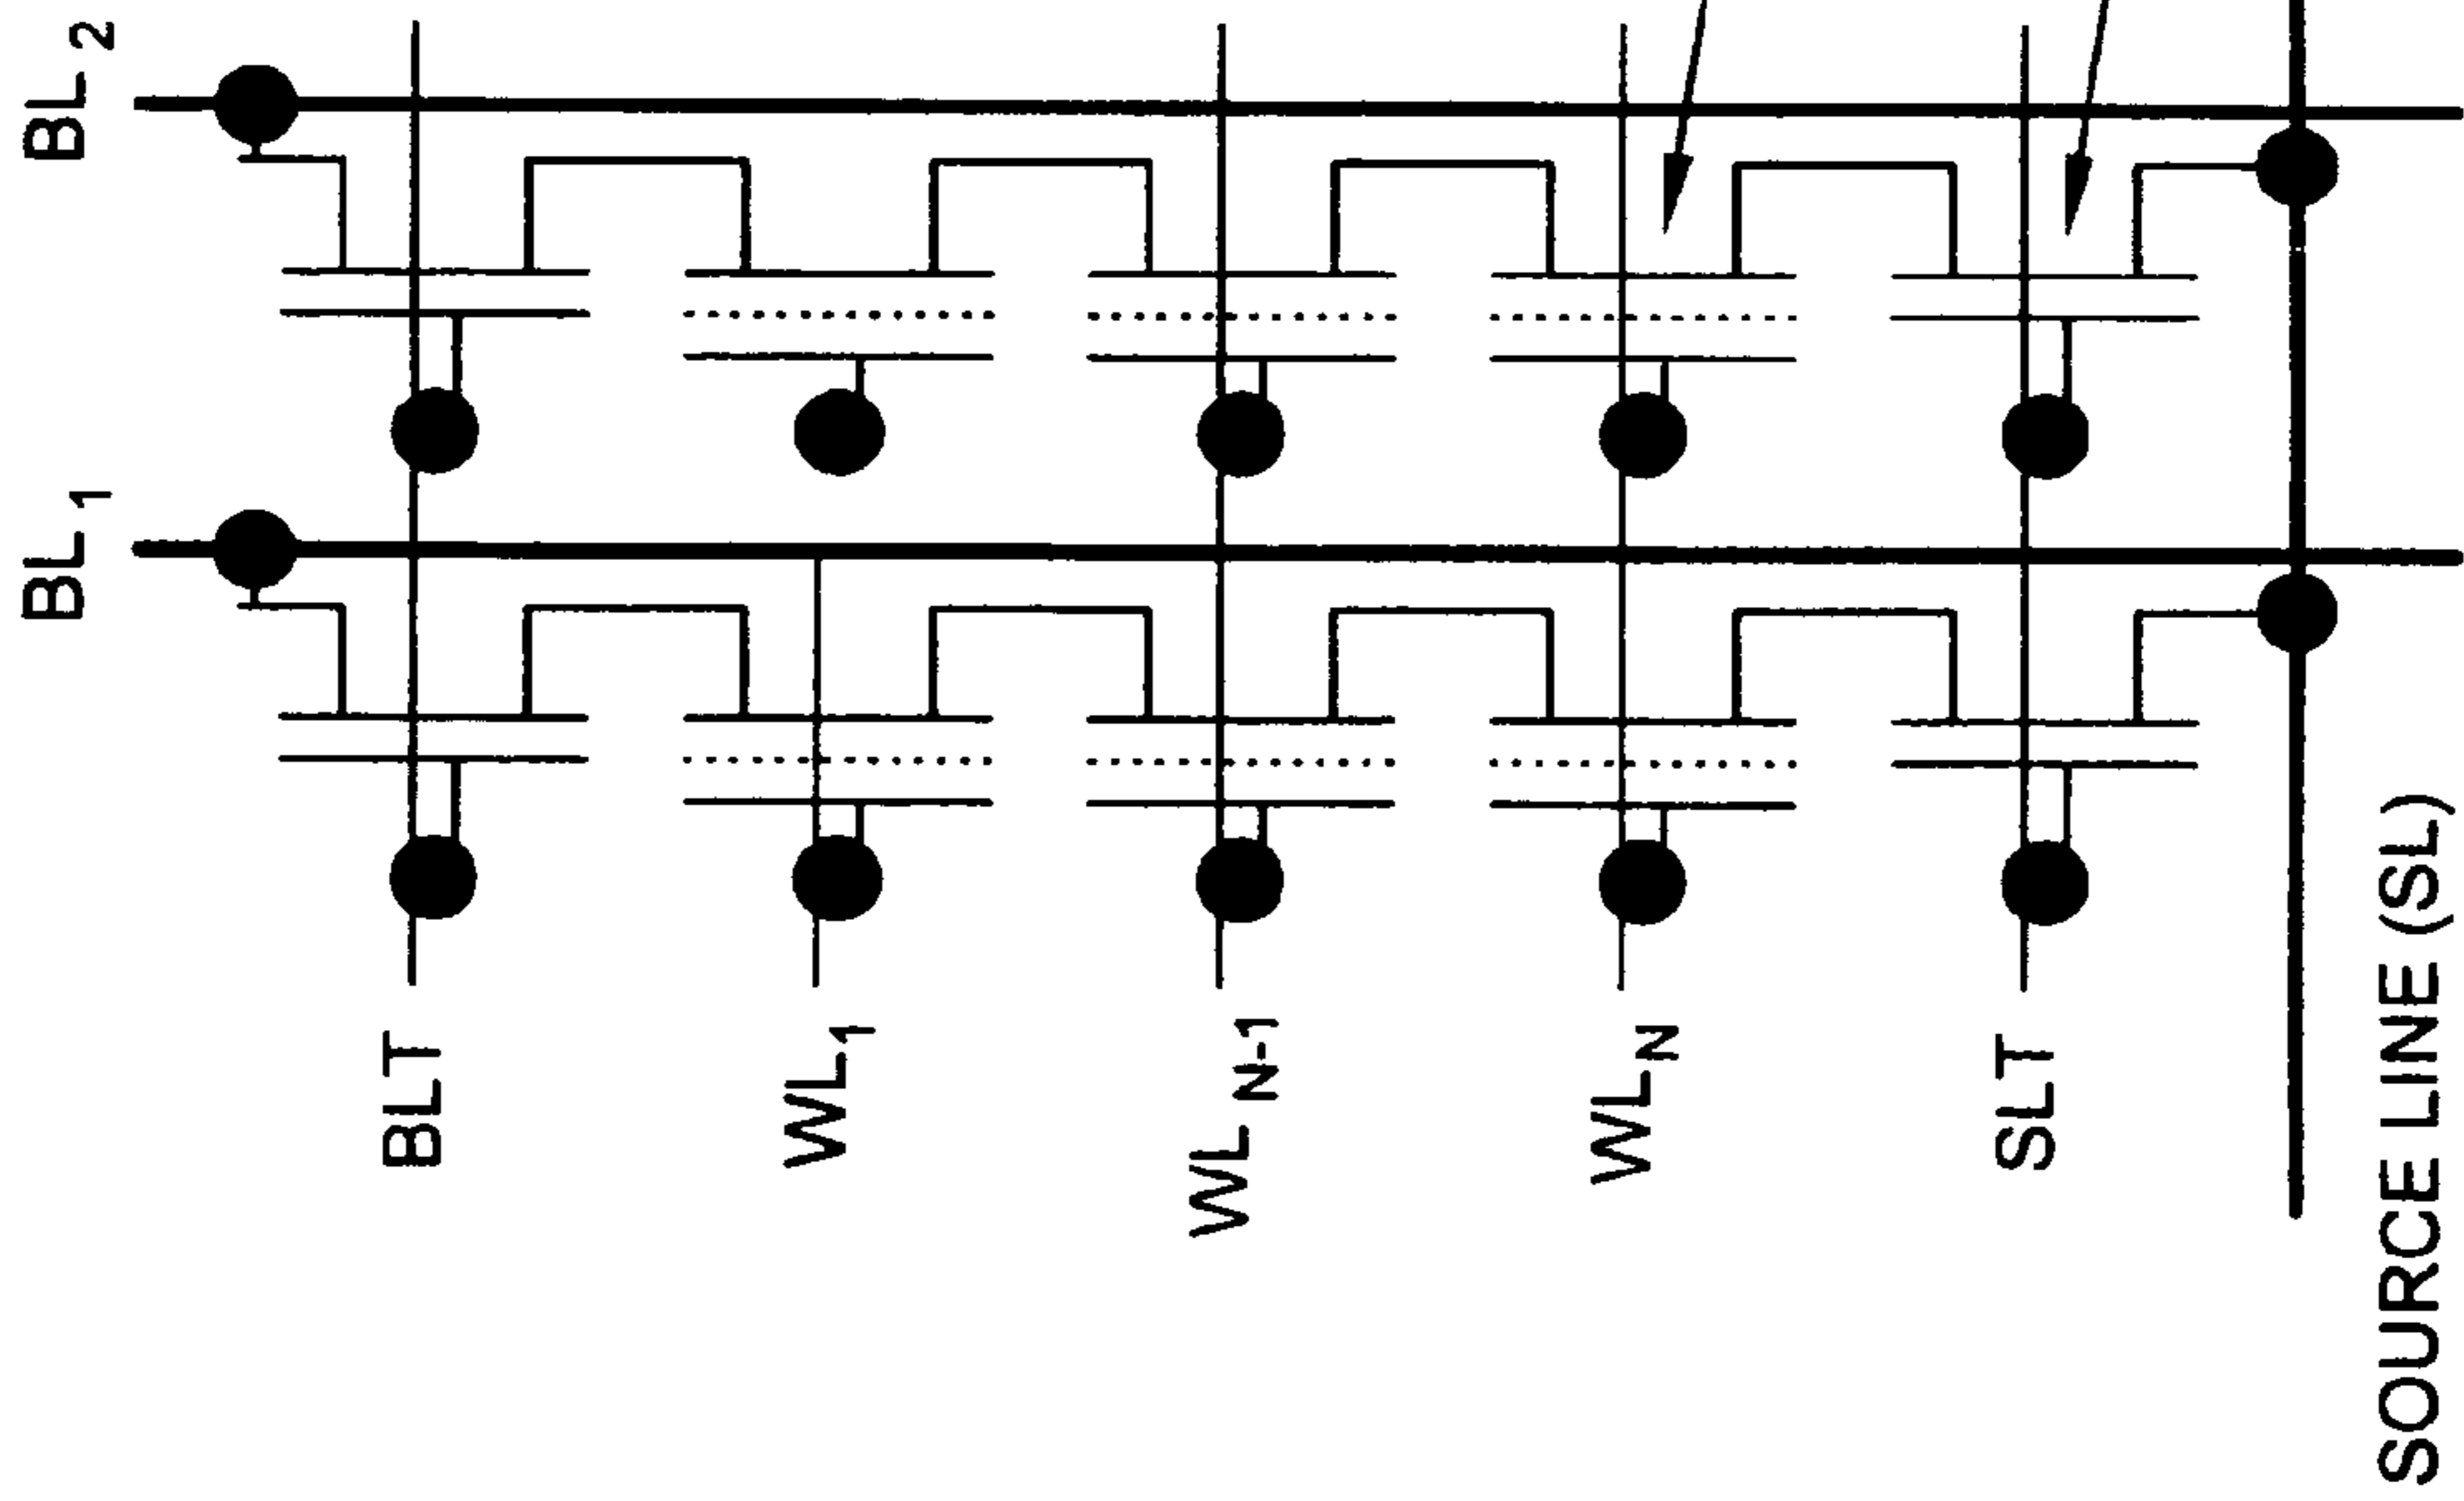 BL2
BL1
BLT
WL1
WLN-1
WLN
SLT
SOURCE LINE (SL)